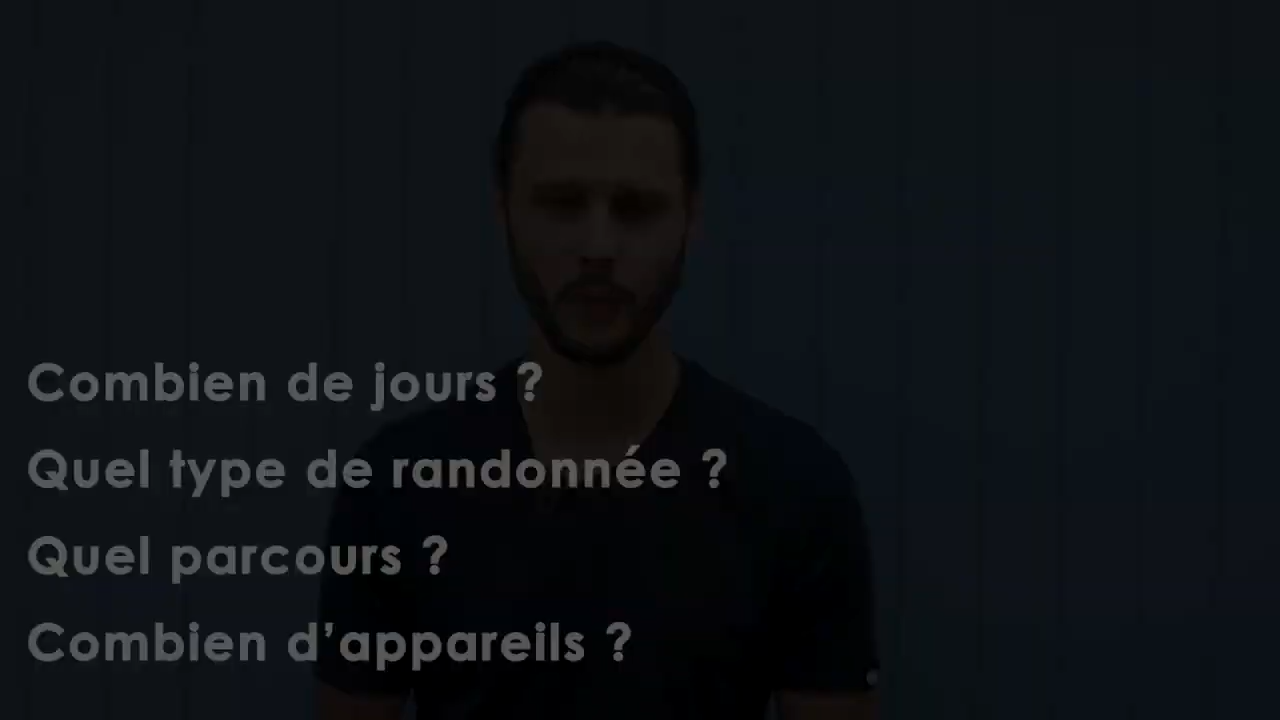 Combien de jours ?
Quel type de randonnée ?
Quel parcours ?
Combien d’appareils ?